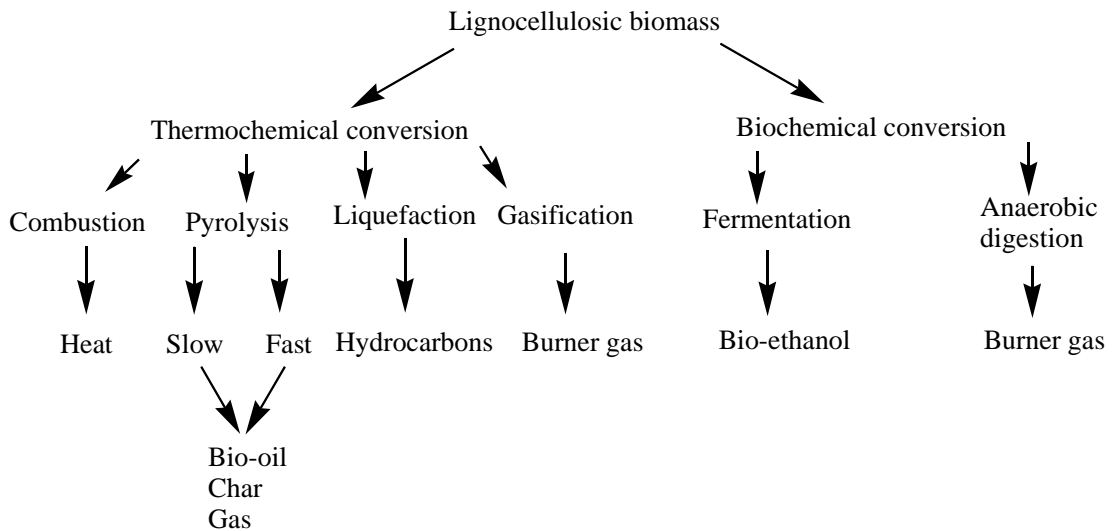 Lignocellulosic biomass
Thermochemical conversion
Biochemical conversion
Combustion
Pyrolysis
Liquefaction
Gasification
Fermentation
Anaerobic
digestion
Heat
Slow
Fast
Hydrocarbons
Burner gas
Bio-ethanol
Burner gas
Bio-oil
Char
Gas